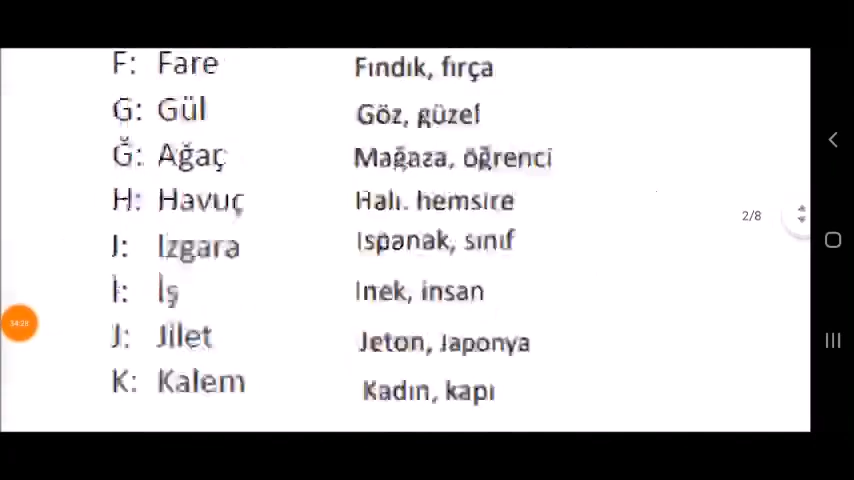 F: Fare Fındık, fırça
G: Gül Göz, güzel
Ğ: Ağaç Mağaza, öğrenci
H: Havuç Halı. hemsire
I: Izgara Ispanak, sınıf
İ: İş Inek, insan
J: Jilet Jeton, Japonya
K: Kalem Kadın, kapı
2/8